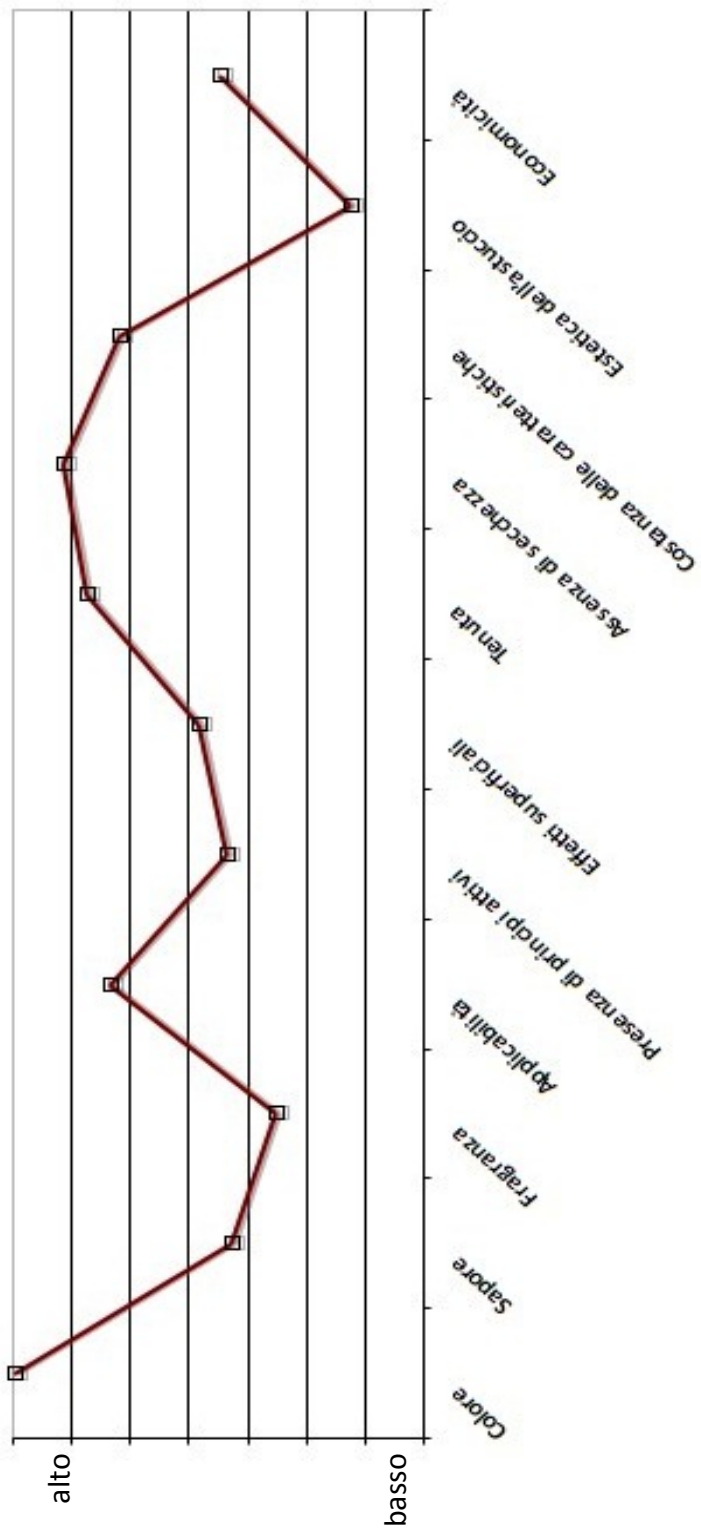 alto
basso
Colore
Sapore
Fragranza
Applicabilità
Presenza di principi attivi
Effetti superficiali
Tenuta
Assenza di secchezza
Costanza delle caratteristiche
Estetica dell'astuccio
Economicità